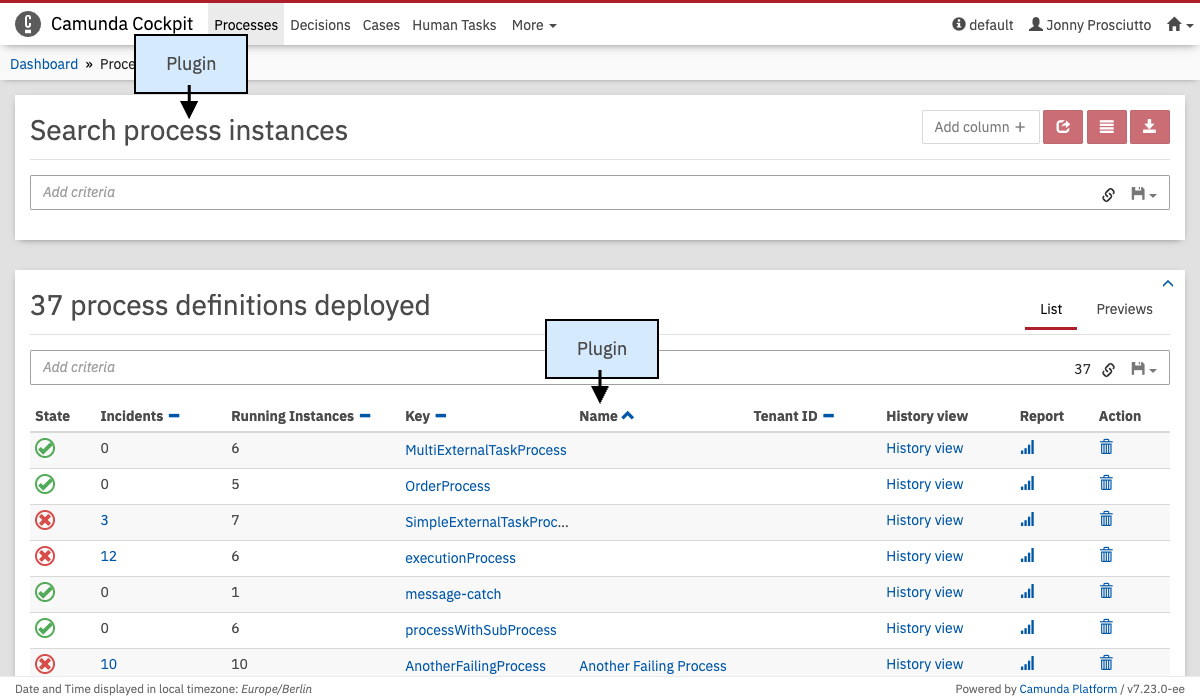 Camunda Cockpit Processes Decisions Cases Human Tasks More default Jonny Prosciutto
Dashboard » Proce
Plugin
Search process instances
Add column +
Add criteria
37 process definitions deployed
List Previews
Plugin
Add criteria 37
State Incidents Running Instances Key Name Tenant ID History view Report Action
0 6 MultiExternalTaskProcess History view
0 5 OrderProcess History view
3 7 SimpleExternalTaskProc... History view
12 6 executionProcess History view
0 1 message-catch History view
0 6 processWithSubProcess History view
10 10 AnotherFailingProcess Another Failing Process History view
Date and Time displayed in local timezone: Europe/Berlin Powered by Camunda Platform / v7.23.0-ee